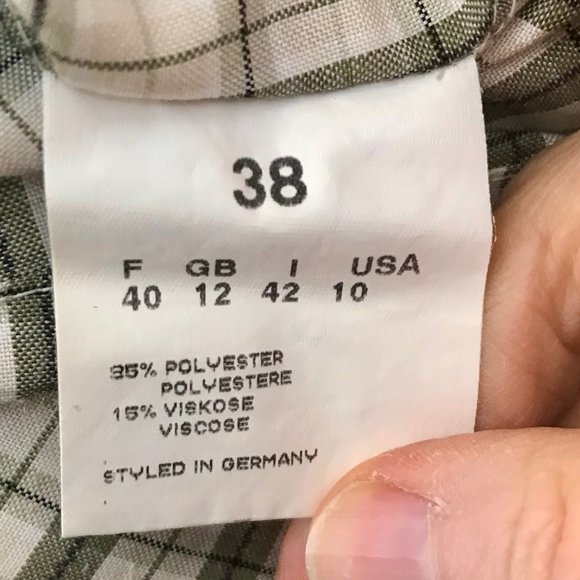 38
F GB I USA
40 12 42 10
85% POLYESTER
POLYESTERE
15% VISKOSE
VISCOSE
STYLED IN GERMANY